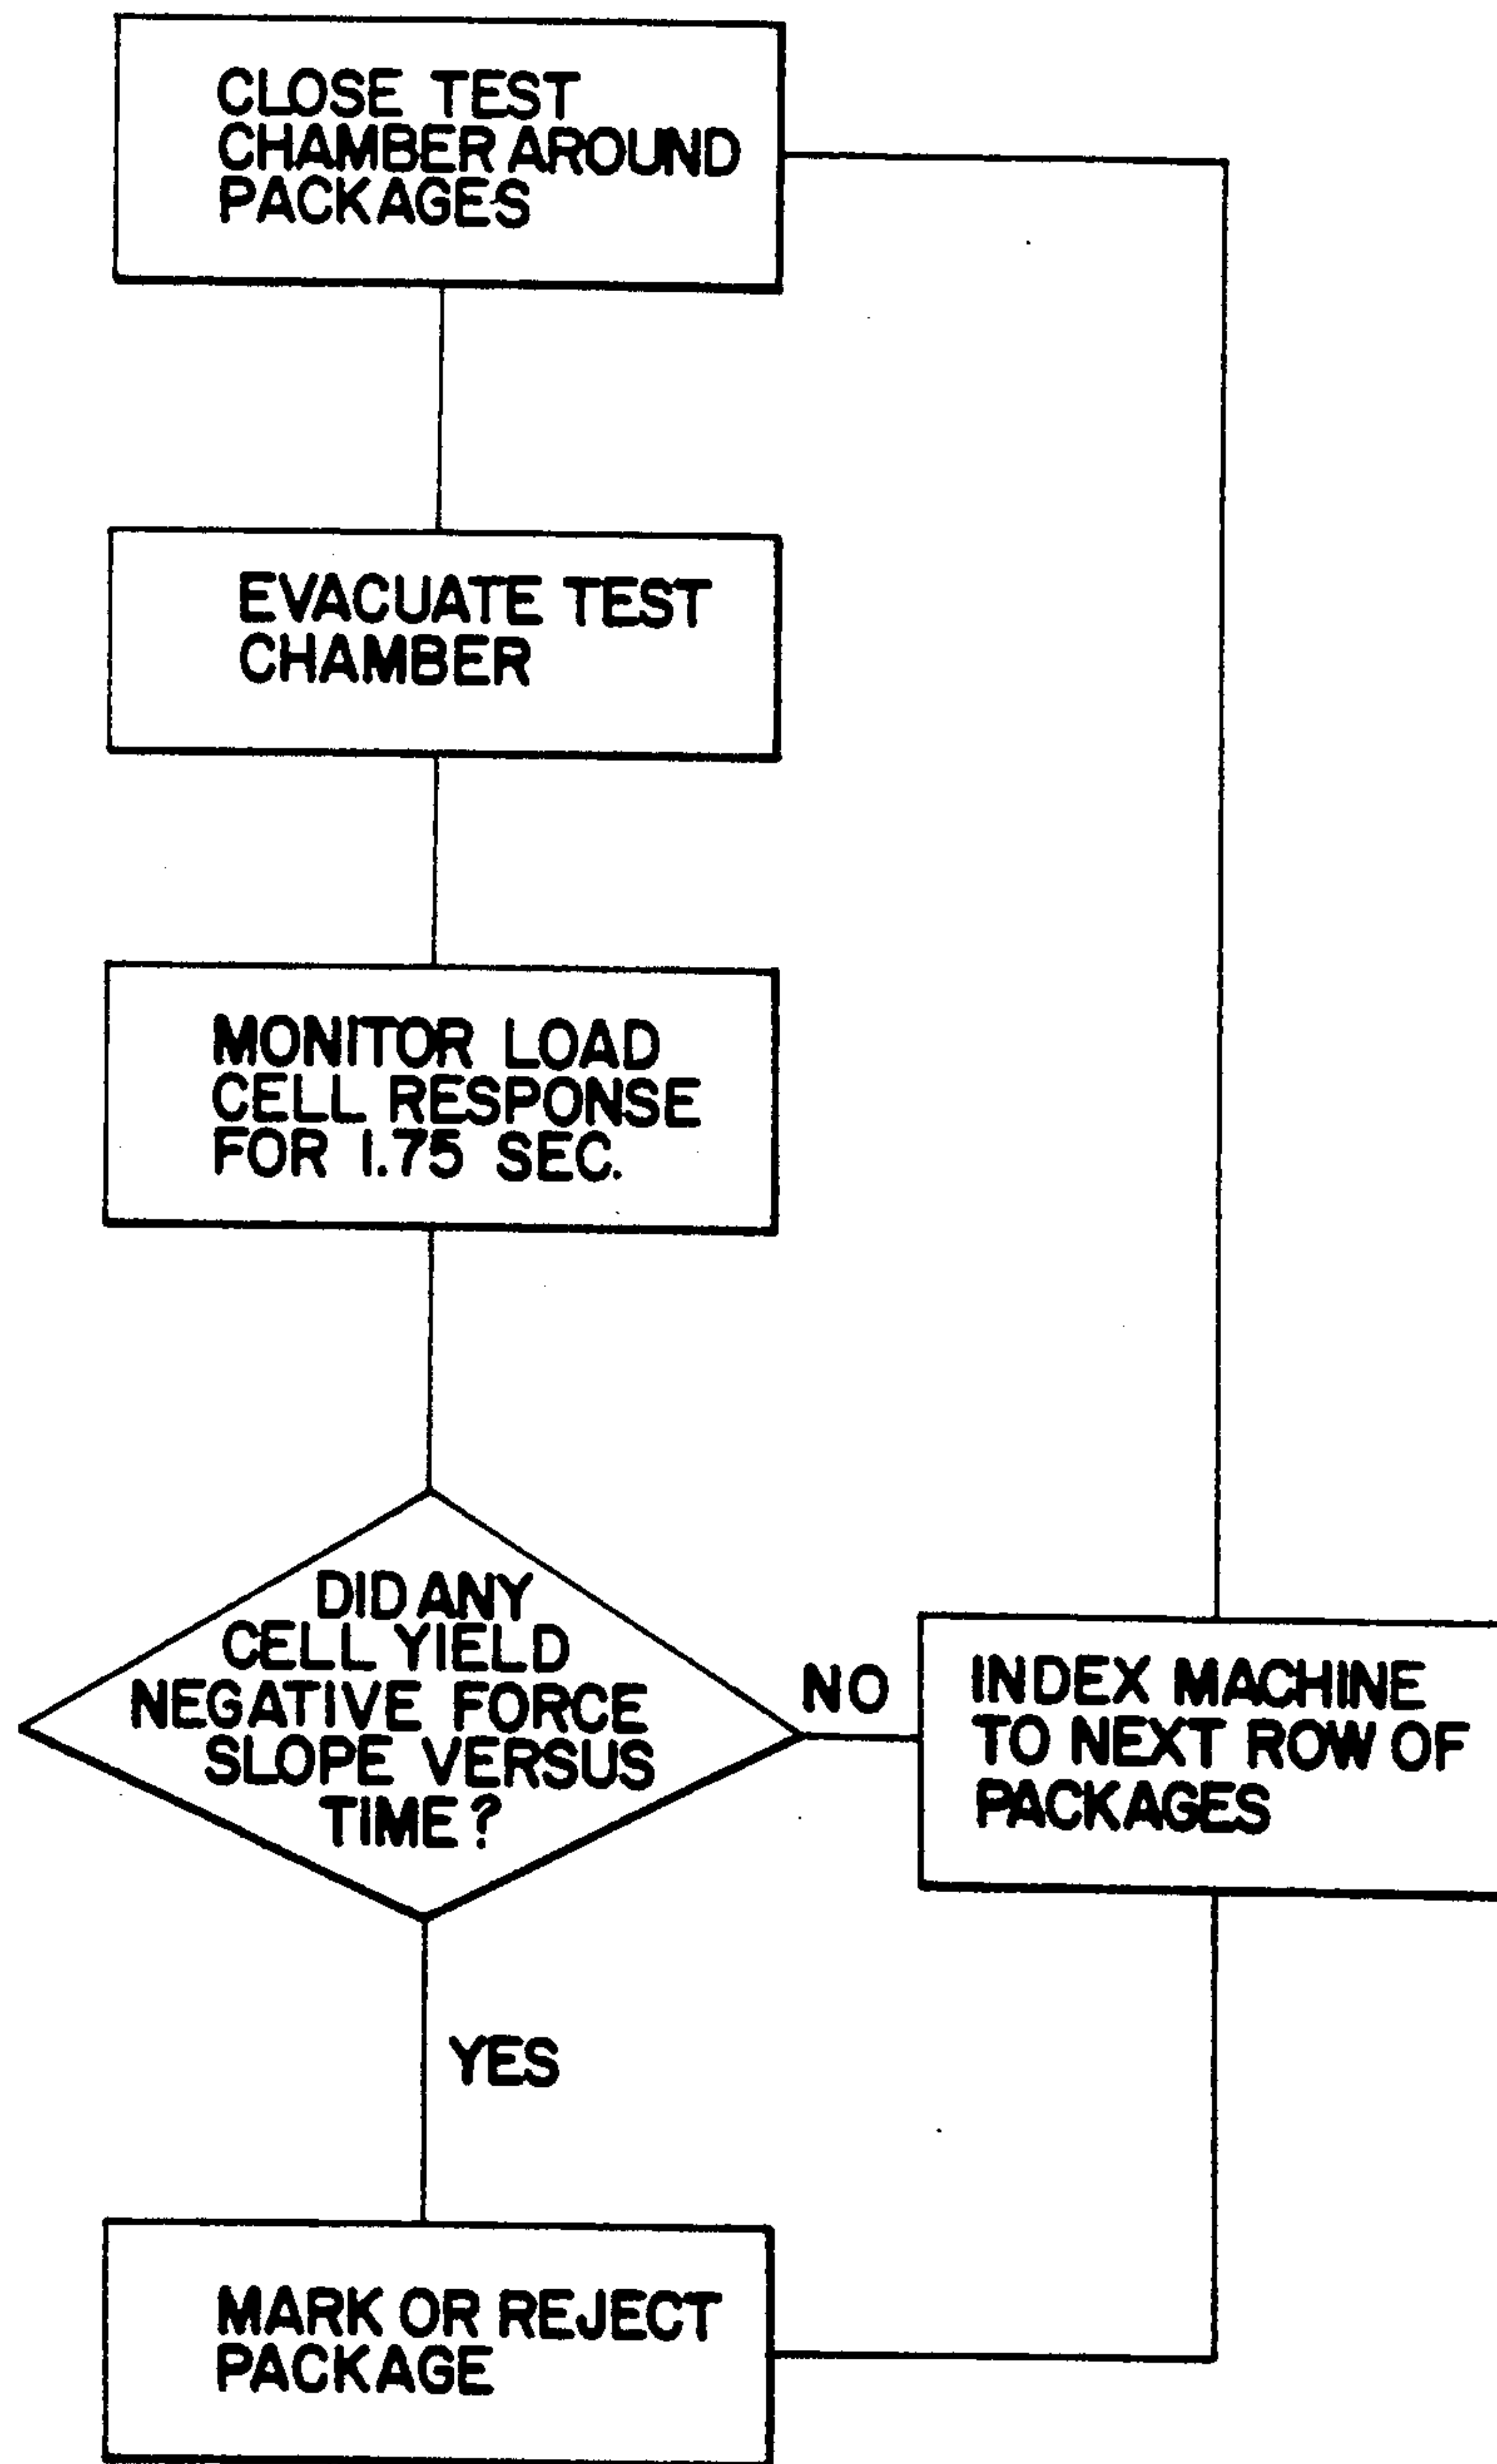 CLOSE TEST
CHAMBER AROUND
PACKAGES
EVACUATE TEST
CHAMBER
MONITOR LOAD
CELL RESPONSE
FOR 1.75 SEC.
DID ANY
CELL YIELD
NEGATIVE FORCE
SLOPE VERSUS
TIME?
NO
INDEX MACHINE
TO NEXT ROW OF
PACKAGES
YES
MARK OR REJECT
PACKAGE